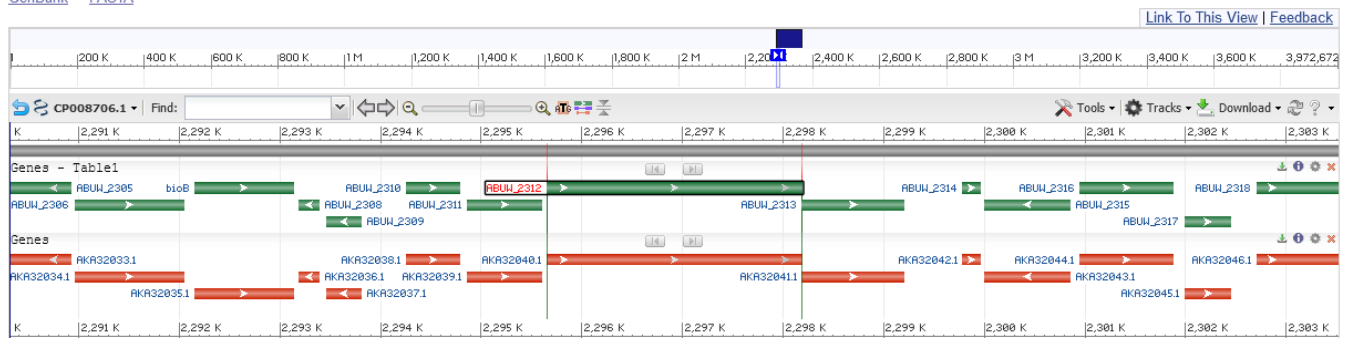 GenBank FASTA
Link To This View | Feedback
200 K 400 K 600 K 800 K 1 M 1,200 K 1,400 K 1,600 K 1,800 K 2 M 2,20 2,400 K 2,600 K 2,800 K 3 M 3,200 K 3,400 K 3,600 K 3,972,672
CP008706.1 Find: ATG Tools Tracks Download ?
K 2,291 K 2,292 K 2,293 K 2,294 K 2,295 K 2,296 K 2,297 K 2,298 K 2,299 K 2,300 K 2,301 K 2,302 K 2,303 K
Genes - Table1
ABUW_2305 bioB ABUW_2310 ABUW_2312 ABUW_2314 ABUW_2316 ABUW_2318
ABUW_2306 ABUW_2308 ABUW_2311 ABUW_2313 ABUW_2315
ABUW_2309 ABUW_2317
Genes
AKA32033.1 AKA32038.1 AKA32040.1 AKA32042.1 AKA32044.1 AKA32046.1
AKA32034.1 AKA32036.1 AKA32039.1 AKA32041.1 AKA32043.1
AKA32035.1 AKA32037.1 AKA32045.1
K 2,291 K 2,292 K 2,293 K 2,294 K 2,295 K 2,296 K 2,297 K 2,298 K 2,299 K 2,300 K 2,301 K 2,302 K 2,303 K